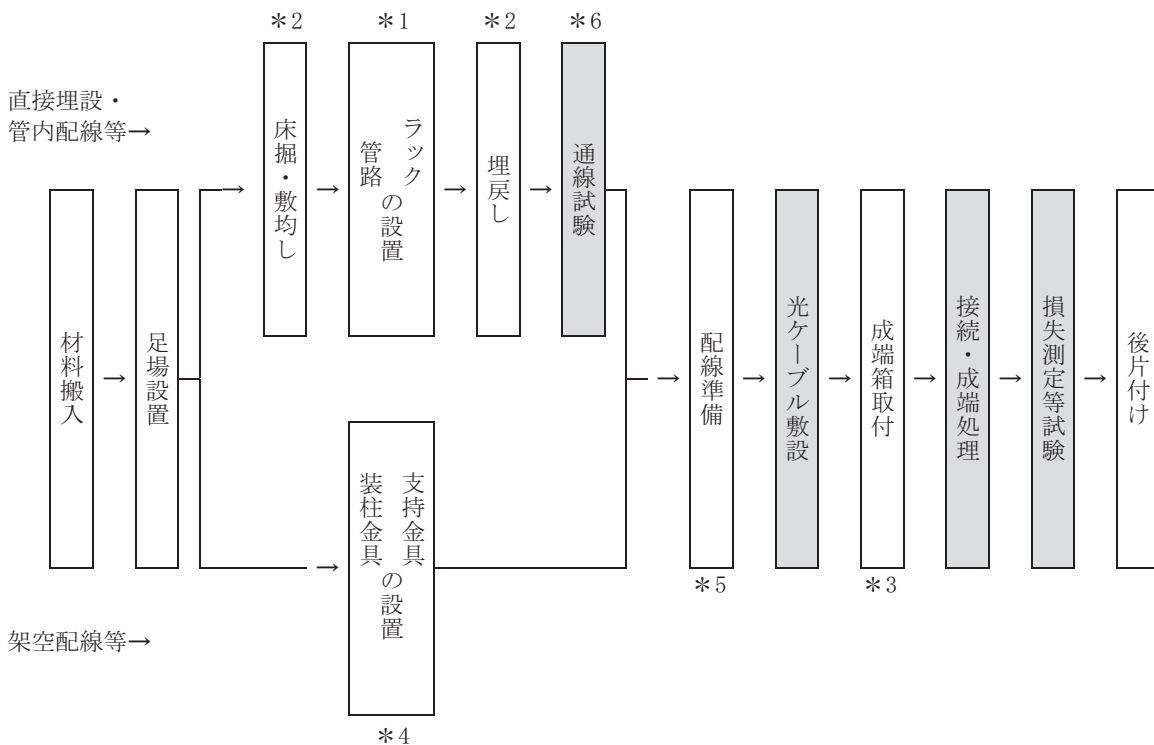 *2
*1
*2
*6
直接埋設・
管内配線等→
床掘・敷均し
ラック
管路
の設置
埋戻し
通線試験
材料搬入
足場設置
配線準備
光ケーブル敷設
成端箱取付
接続・成端処理
損失測定等試験
後片付け
支持金具
装柱金具
の設置
*5
*3
架空配線等→
*4